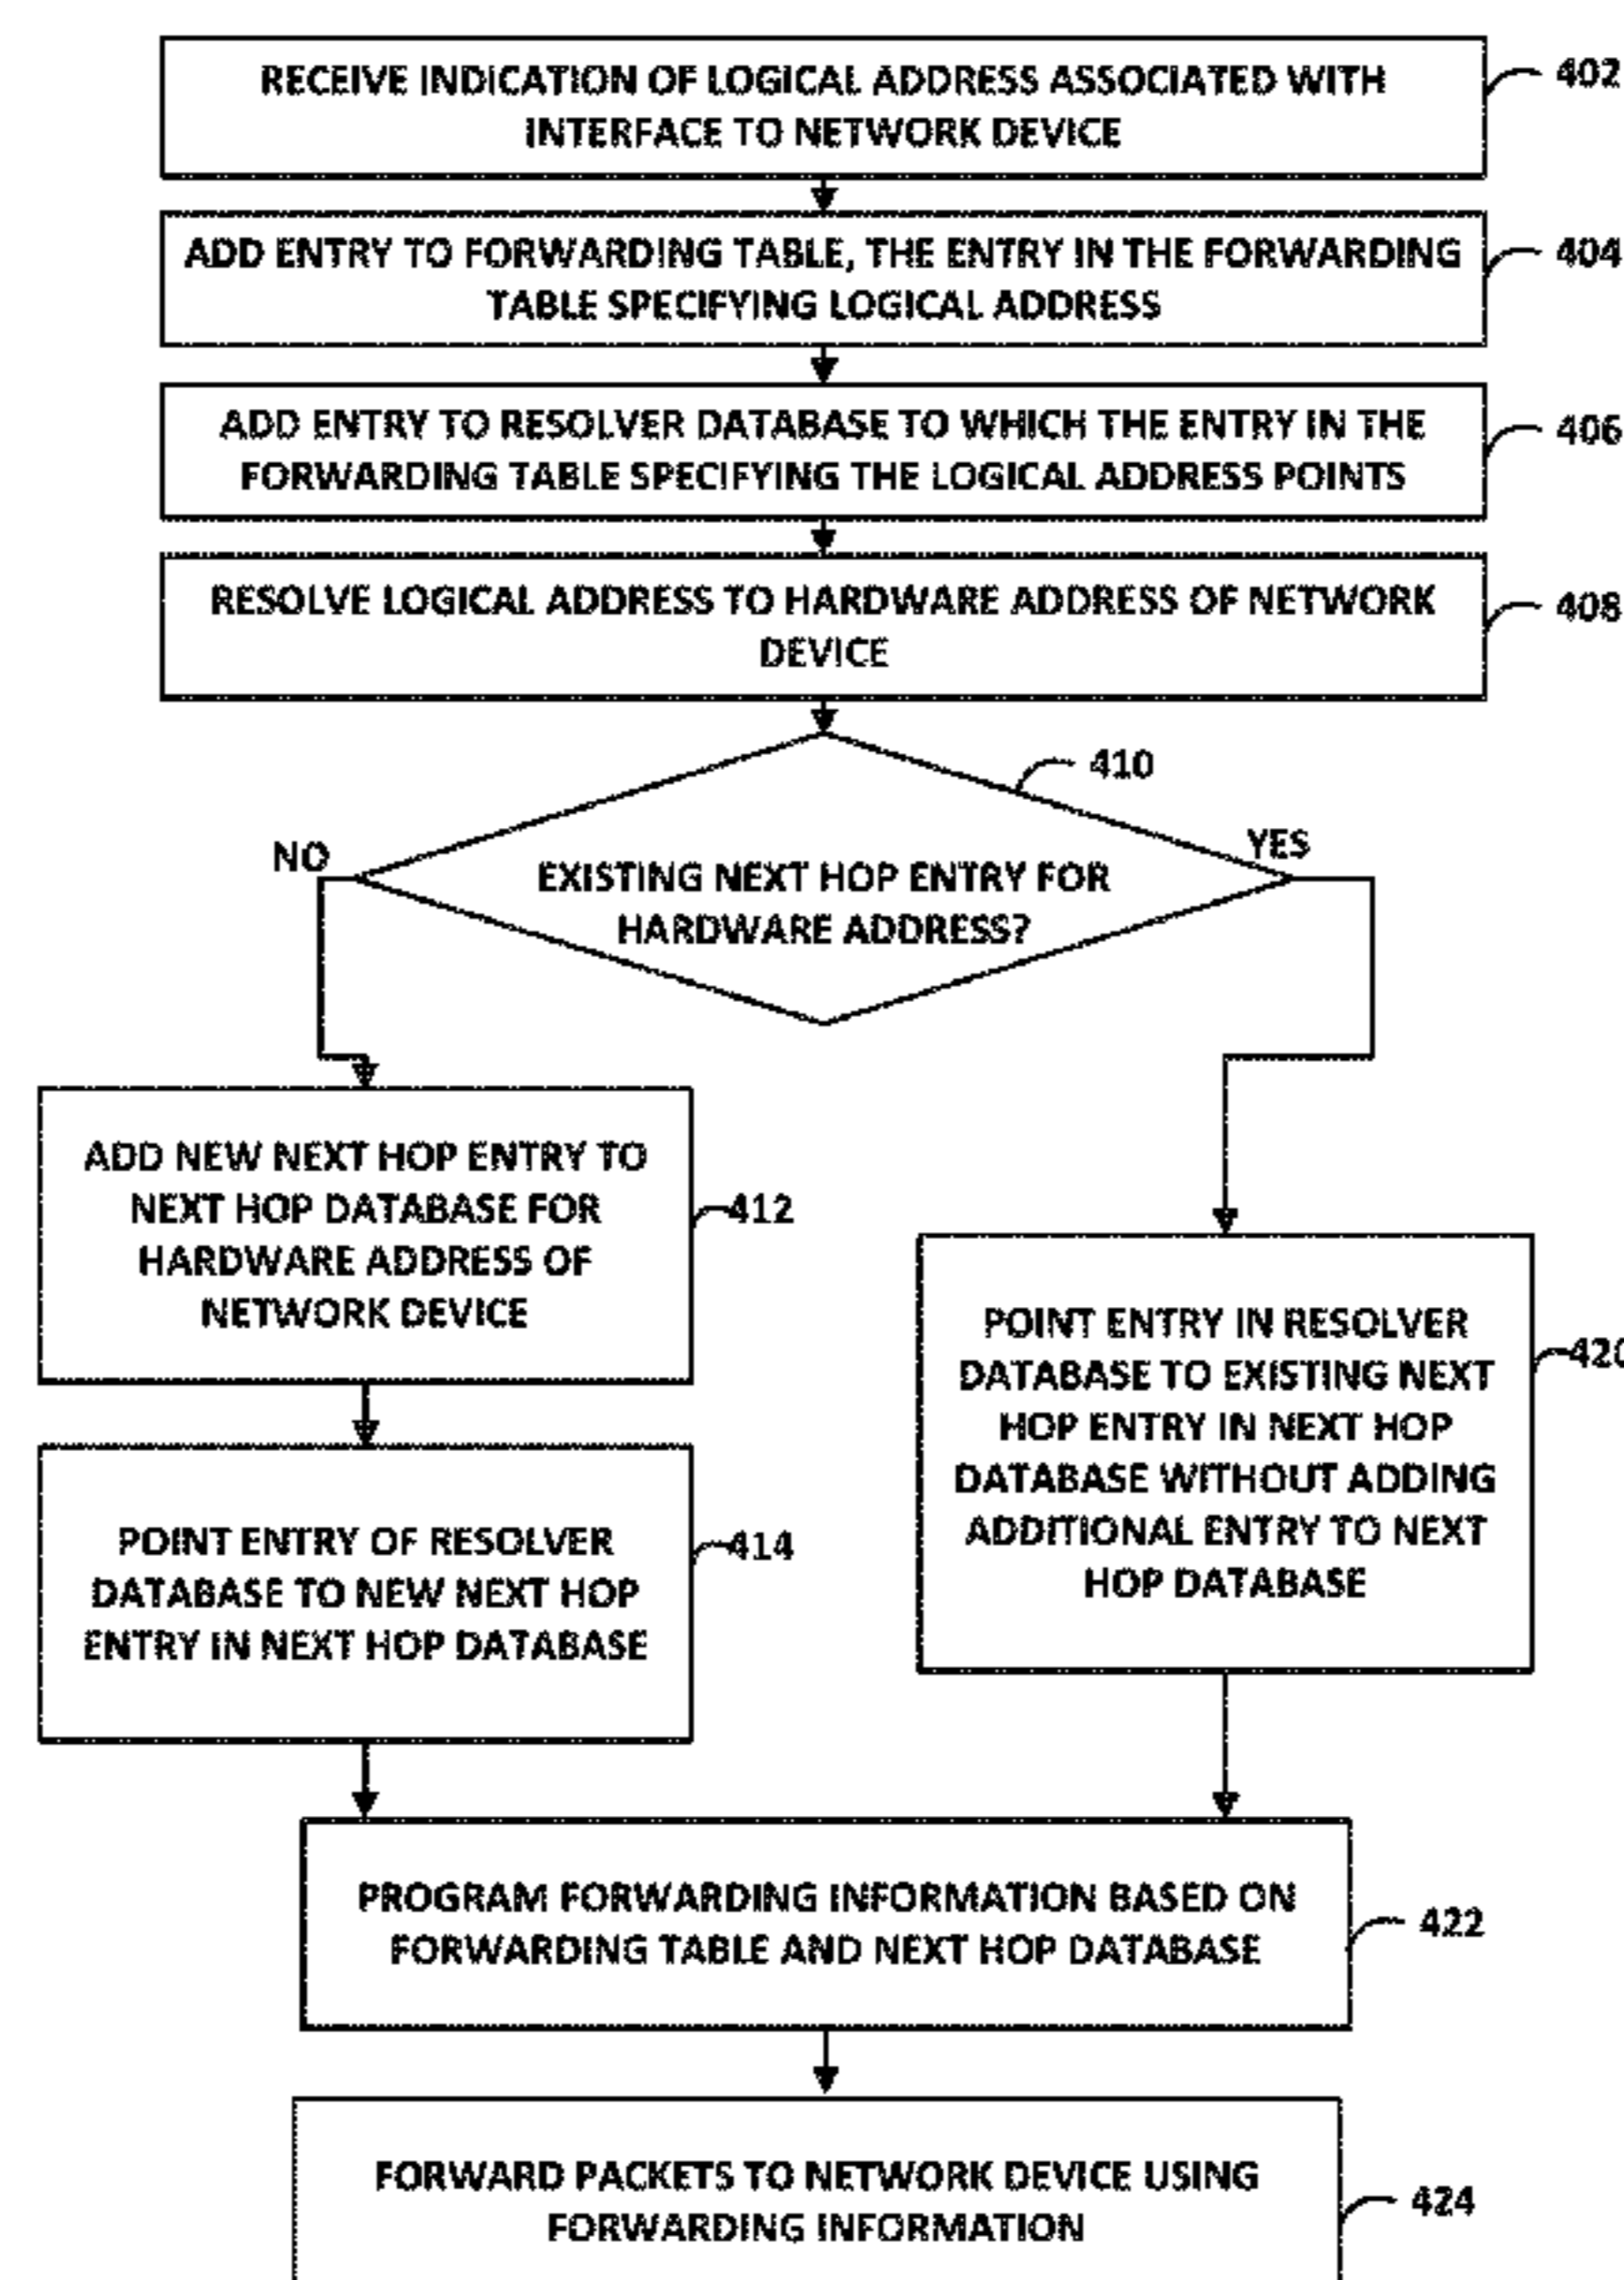 RECEIVE INDICATION OF LOGICAL ADDRESS ASSOCIATED WITH
INTERFACE TO NETWORK DEVICE
402
ADD ENTRY TO FORWARDING TABLE, THE ENTRY IN THE FORWARDING
TABLE SPECIFYING LOGICAL ADDRESS
404
ADD ENTRY TO RESOLVER DATABASE TO WHICH THE ENTRY IN THE
FORWARDING TABLE SPECIFYING THE LOGICAL ADDRESS POINTS
406
RESOLVE LOGICAL ADDRESS TO HARDWARE ADDRESS OF NETWORK
DEVICE
408
410
NO
YES
EXISTING NEXT HOP ENTRY FOR
HARDWARE ADDRESS?
ADD NEW NEXT HOP ENTRY TO
NEXT HOP DATABASE FOR
HARDWARE ADDRESS OF
NETWORK DEVICE
412
POINT ENTRY IN RESOLVER
DATABASE TO EXISTING NEXT
HOP ENTRY IN NEXT HOP
DATABASE WITHOUT ADDING
ADDITIONAL ENTRY TO NEXT
HOP DATABASE
420
POINT ENTRY OF RESOLVER
DATABASE TO NEW NEXT HOP
ENTRY IN NEXT HOP DATABASE
414
PROGRAM FORWARDING INFORMATION BASED ON
FORWARDING TABLE AND NEXT HOP DATABASE
422
FORWARD PACKETS TO NETWORK DEVICE USING
FORWARDING INFORMATION
424